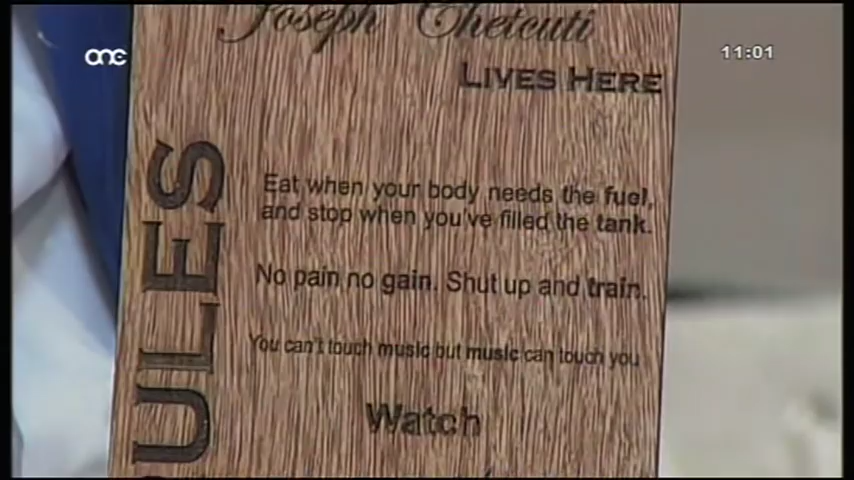 one
11:01
Joseph Chetcuti
LIVES HERE
ULES
Eat when your body needs the fuel,
and stop when you've filled the tank.
No pain no gain. Shut up and train.
You can't touch music but music can touch you
Watch